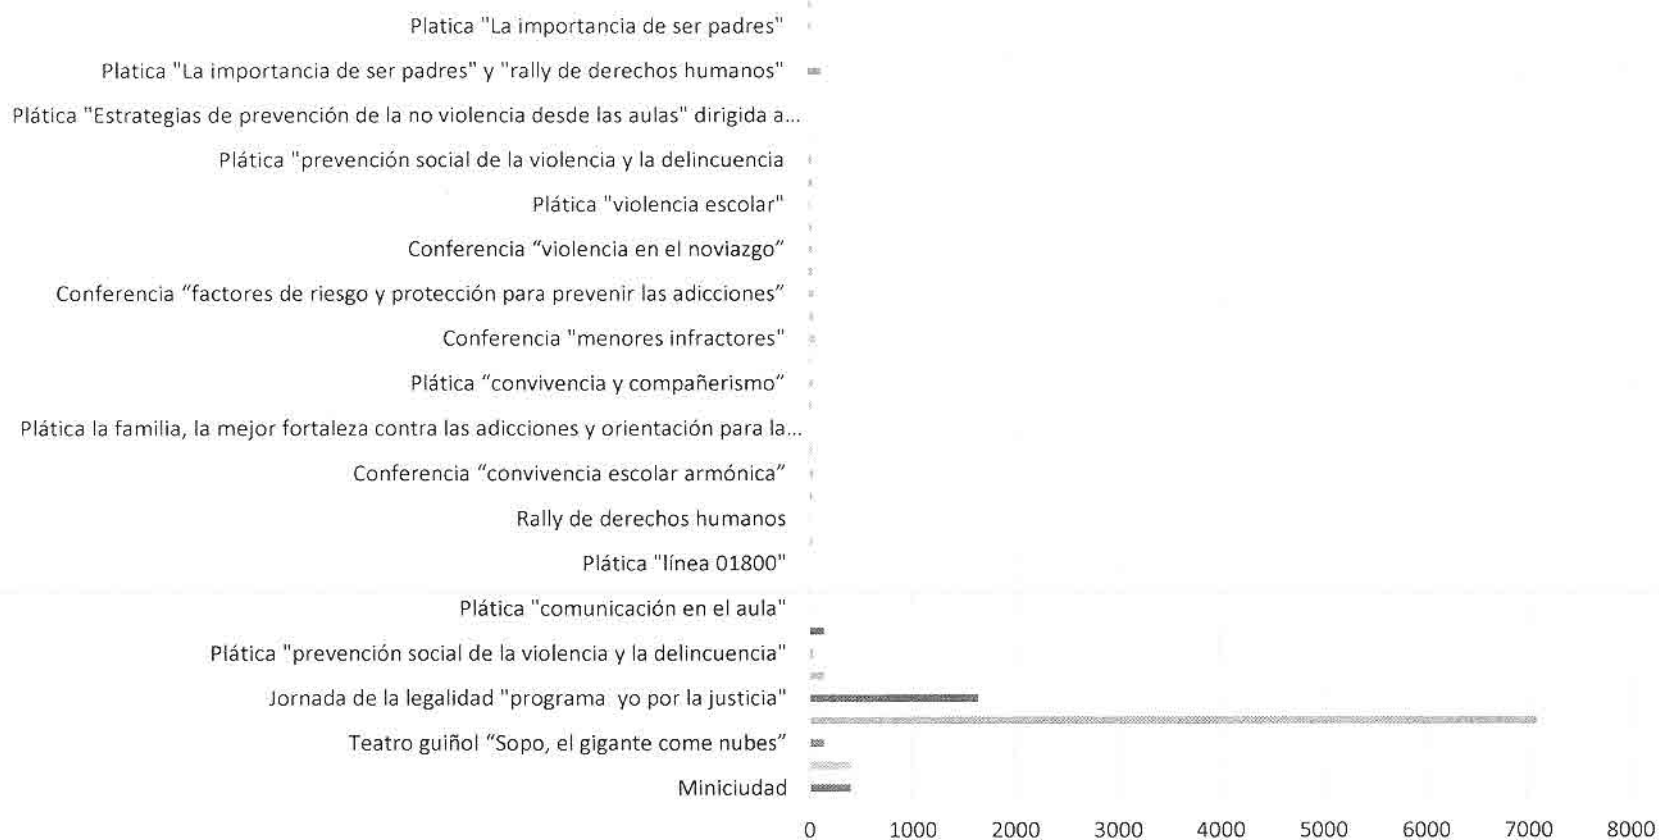 Platica "La importancia de ser padres"
Platica "La importancia de ser padres" y "rally de derechos humanos"
Plática "Estrategias de prevención de la no violencia desde las aulas" dirigida a...
Plática "prevención social de la violencia y la delincuencia
Plática "violencia escolar"
Conferencia “violencia en el noviazgo”
Conferencia “factores de riesgo y protección para prevenir las adicciones”
Conferencia "menores infractores"
Plática “convivencia y compañerismo”
Plática la familia, la mejor fortaleza contra las adicciones y orientación para la...
Conferencia “convivencia escolar armónica”
Rally de derechos humanos
Plática "línea 01800"
Plática "comunicación en el aula"
Plática "prevención social de la violencia y la delincuencia"
Jornada de la legalidad "programa yo por la justicia"
Teatro guiñol “Sopo, el gigante come nubes”
Miniciudad
0 1000 2000 3000 4000 5000 6000 7000 8000